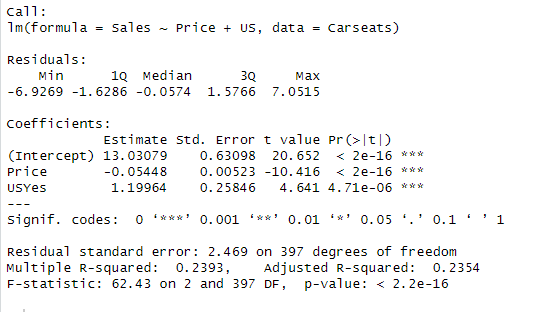 Call:
lm(formula = Sales ~ Price + US, data = Carseats)
Residuals:
Min 1Q Median 3Q Max
-6.9269 -1.6286 -0.0574 1.5766 7.0515
Coefficients:
Estimate Std. Error t value Pr(>|t|)
(Intercept) 13.03079 0.63098 20.652 < 2e-16 ***
Price -0.05448 0.00523 -10.416 < 2e-16 ***
USYes 1.19964 0.25846 4.641 4.71e-06 ***
---
Signif. codes: 0 ‘***’ 0.001 ‘**’ 0.01 ‘*’ 0.05 ‘.’ 0.1 ‘ ’ 1
Residual standard error: 2.469 on 397 degrees of freedom
Multiple R-squared: 0.2393, Adjusted R-squared: 0.2354
F-statistic: 62.43 on 2 and 397 DF, p-value: < 2.2e-16